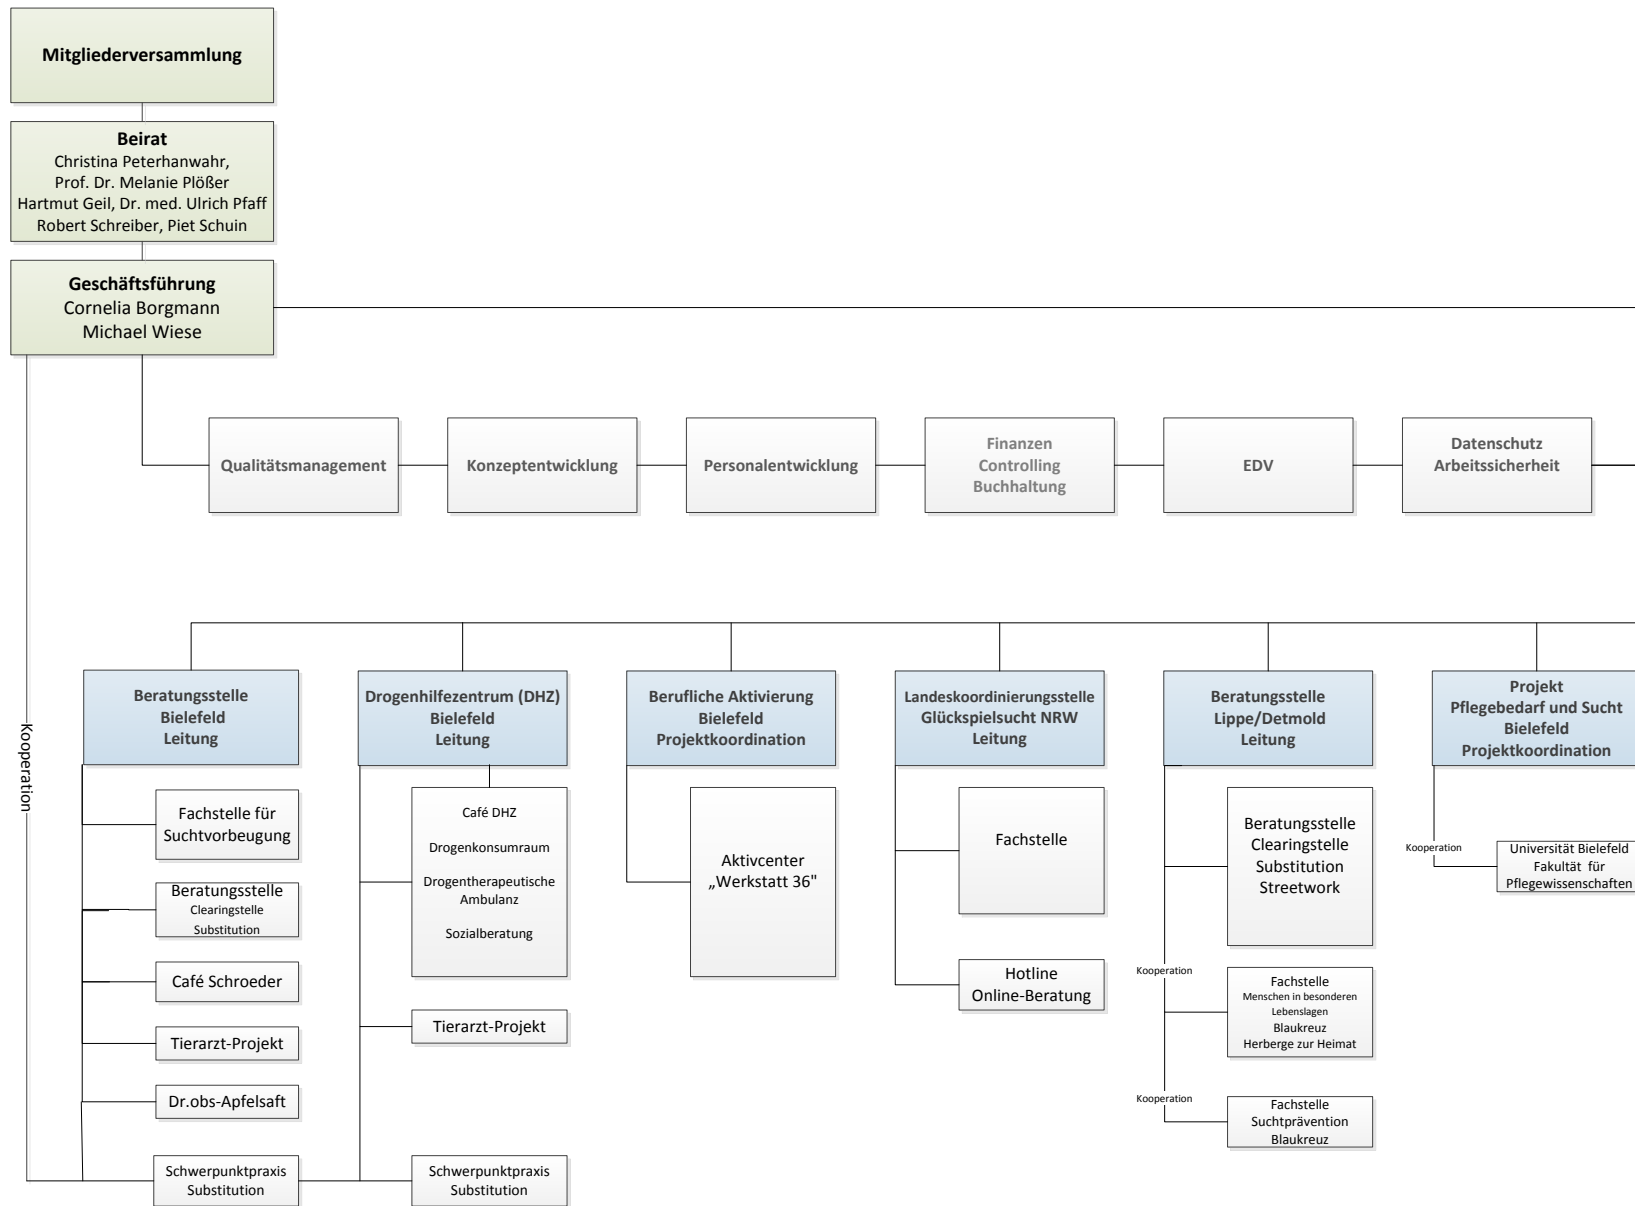 Mitgliederversammlung
Beirat
Christina Peterhanwahr,
Prof. Dr. Melanie Plößer
Hartmut Geil, Dr. med. Ulrich Pfaff
Robert Schreiber, Piet Schuin
Geschäftsführung
Cornelia Borgmann
Michael Wiese
Qualitätsmanagement
Konzeptentwicklung
Personalentwicklung
Finanzen
Controlling
Buchhaltung
EDV
Datenschutz
Arbeitssicherheit
Kooperation
Beratungsstelle
Bielefeld
Leitung
Fachstelle für
Suchtvorbeugung
Beratungsstelle
Clearingstelle
Substitution
Café Schroeder
Tierarzt-Projekt
Dr.obs-Apfelsaft
Schwerpunktpraxis
Substitution
Drogenhilfezentrum (DHZ)
Bielefeld
Leitung
Café DHZ
Drogenkonsumraum
Drogentherapeutische
Ambulanz
Sozialberatung
Tierarzt-Projekt
Schwerpunktpraxis
Substitution
Berufliche Aktivierung
Bielefeld
Projektkoordination
Aktivcenter
„Werkstatt 36"
Landeskoordinierungsstelle
Glückspielsucht NRW
Leitung
Fachstelle
Hotline
Online-Beratung
Beratungsstelle
Lippe/Detmold
Leitung
Beratungsstelle
Clearingstelle
Substitution
Streetwork
Kooperation
Fachstelle
Menschen in besonderen
Lebenslagen
Blaukreuz
Herberge zur Heimat
Kooperation
Fachstelle
Suchtprävention
Blaukreuz
Projekt
Pflegebedarf und Sucht
Bielefeld
Projektkoordination
Kooperation
Universität Bielefeld
Fakultät für
Pflegewissenschaften